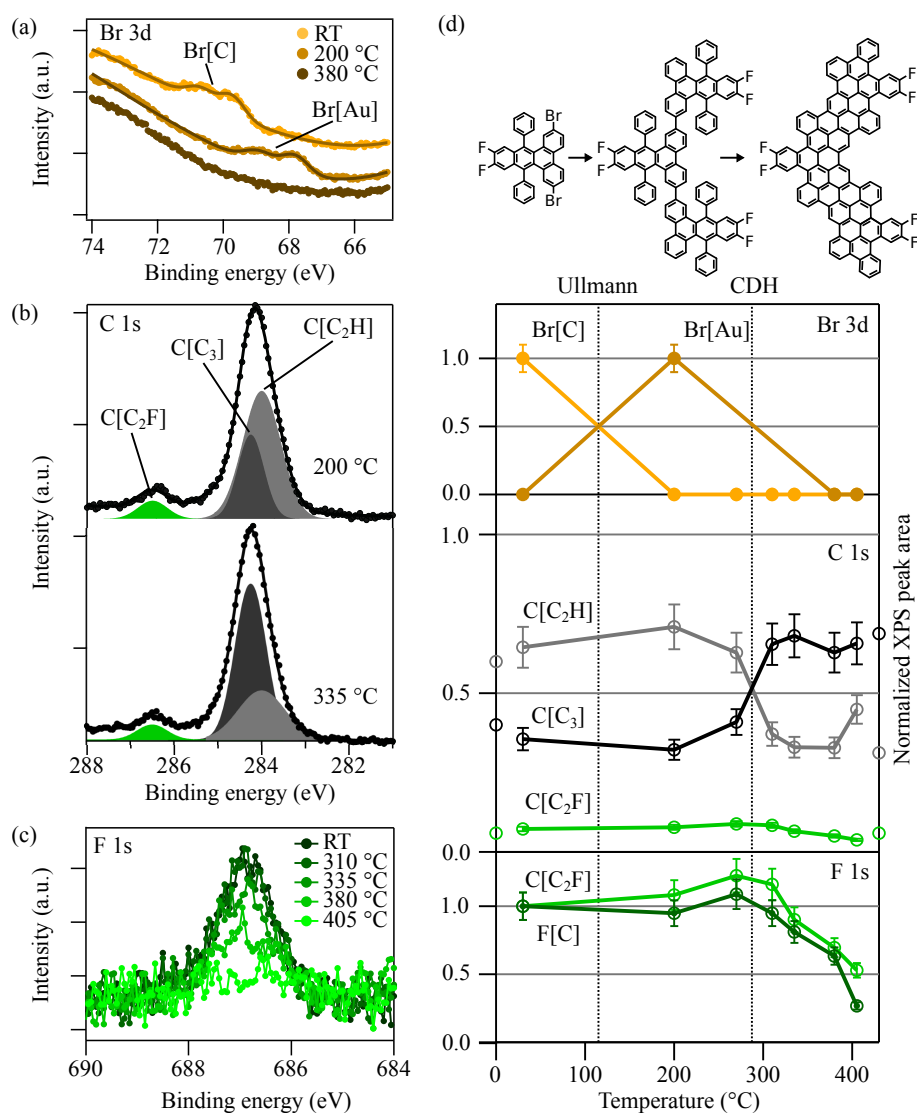 (a)
Br 3d
RT
200 °C
380 °C
Br[C]
Br[Au]
Intensity (a.u.)
74
72
70
68
66
Binding energy (eV)
(b)
C 1s
C[C₃]
C[C₂H]
C[C₂F]
200 °C
335 °C
Intensity (a.u.)
288
286
284
282
Binding energy (eV)
(c)
F 1s
RT
310 °C
335 °C
380 °C
405 °C
Intensity (a.u.)
690
688
686
684
Binding energy (eV)
(d)
F
F
Br
Br
F
F
F
F
F
F
F
F
F
F
F
F
Ullmann
CDH
Br[C]
Br[Au]
Br 3d
1.0
0.5
0.0
C 1s
C[C₂H]
C[C₃]
C[C₂F]
1.0
0.5
0.0
F 1s
C[C₂F]
F[C]
1.0
0.5
0.0
0
100
200
300
400
Temperature (°C)
Normalized XPS peak area